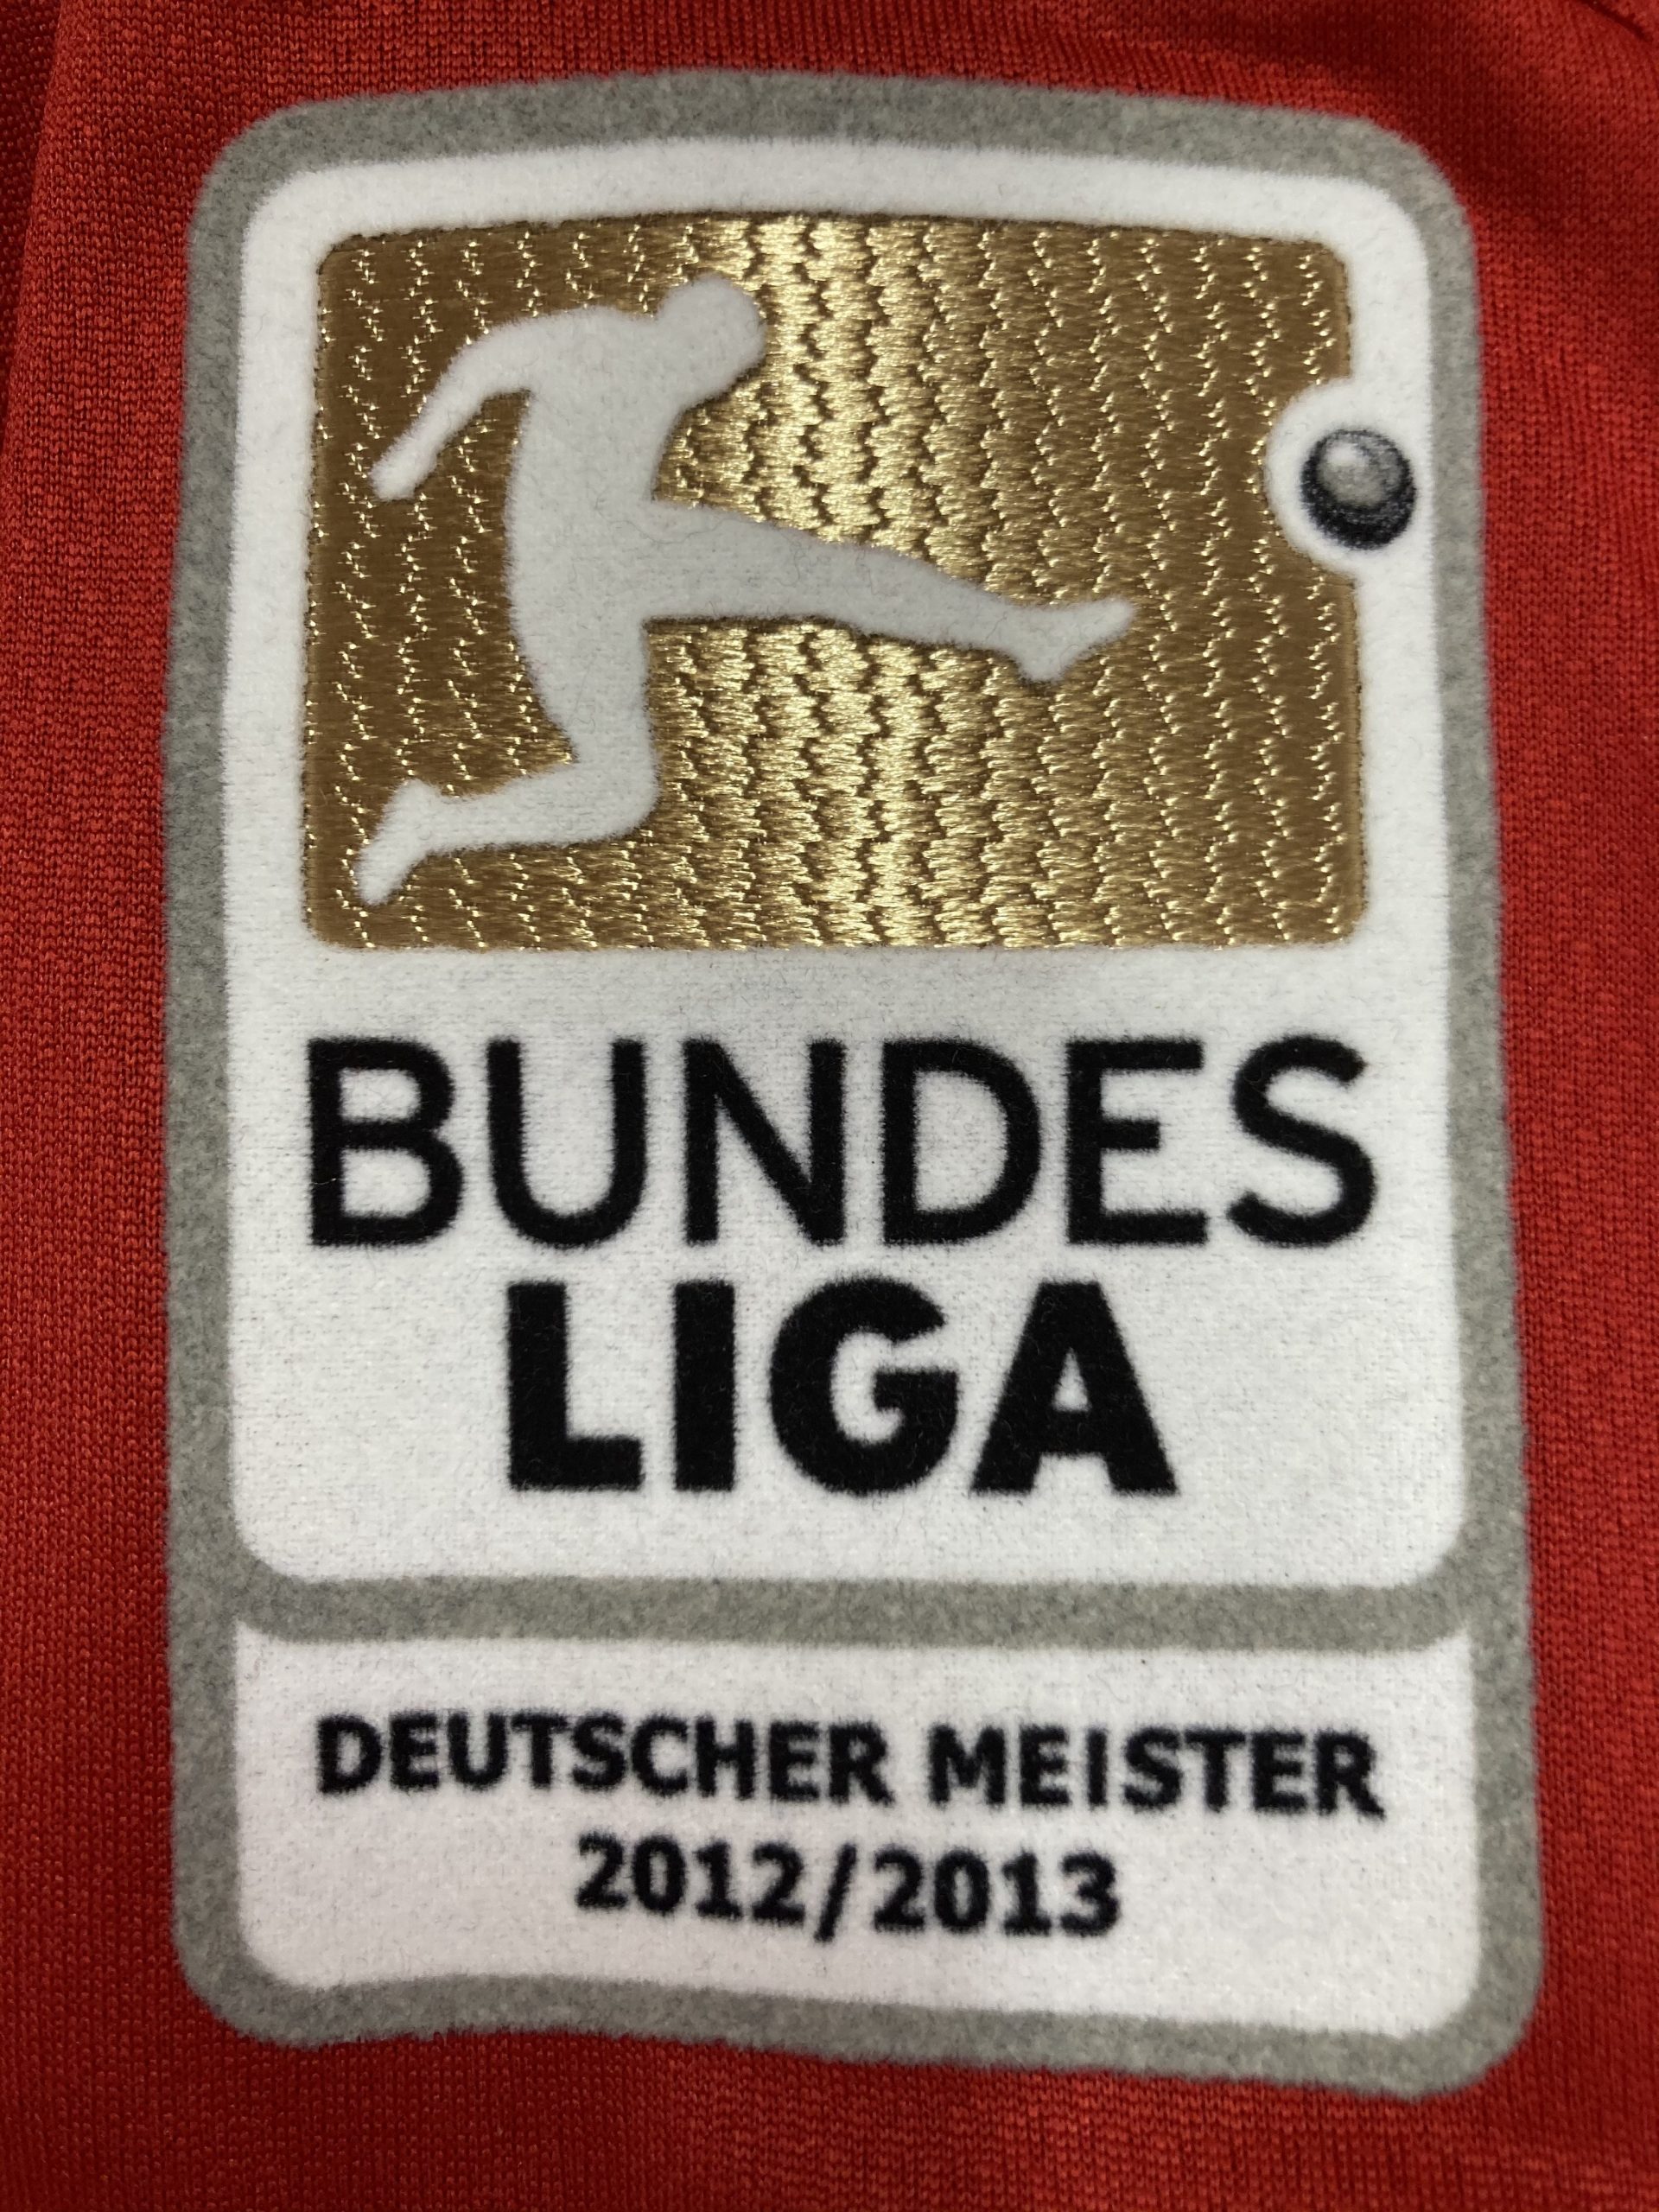 BUNDES
LIGA
DEUTSCHER MEISTER
2012/2013